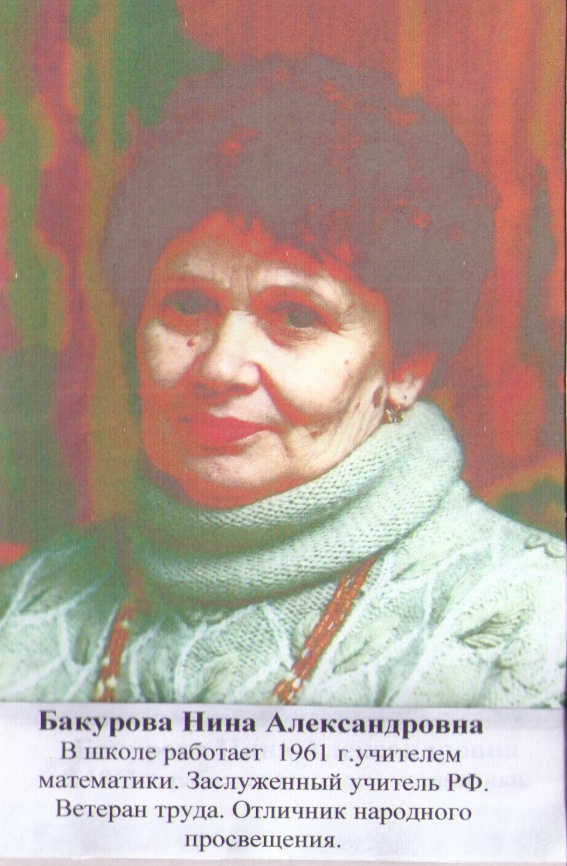 Бакурова Нина Александровна
В школе работает 1961 г.учителем
математики. Заслуженный учитель РФ.
Ветеран труда. Отличник народного
просвещения.